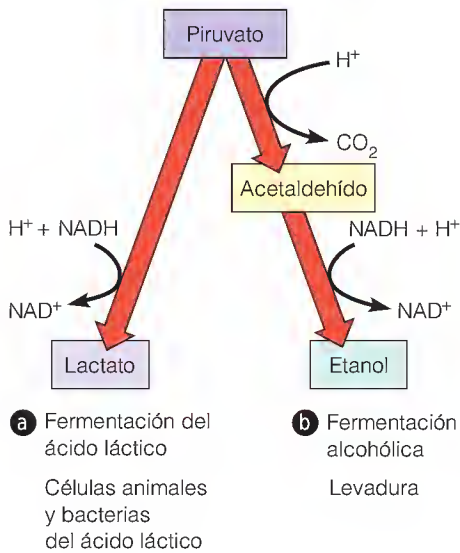 Piruvato
H+
CO2
Acetaldehído
H+ + NADH
NADH + H+
NAD+
NAD+
Lactato
Etanol
a Fermentación del
ácido láctico
Células animales
y bacterias
del ácido láctico
b Fermentación
alcohólica
Levadura